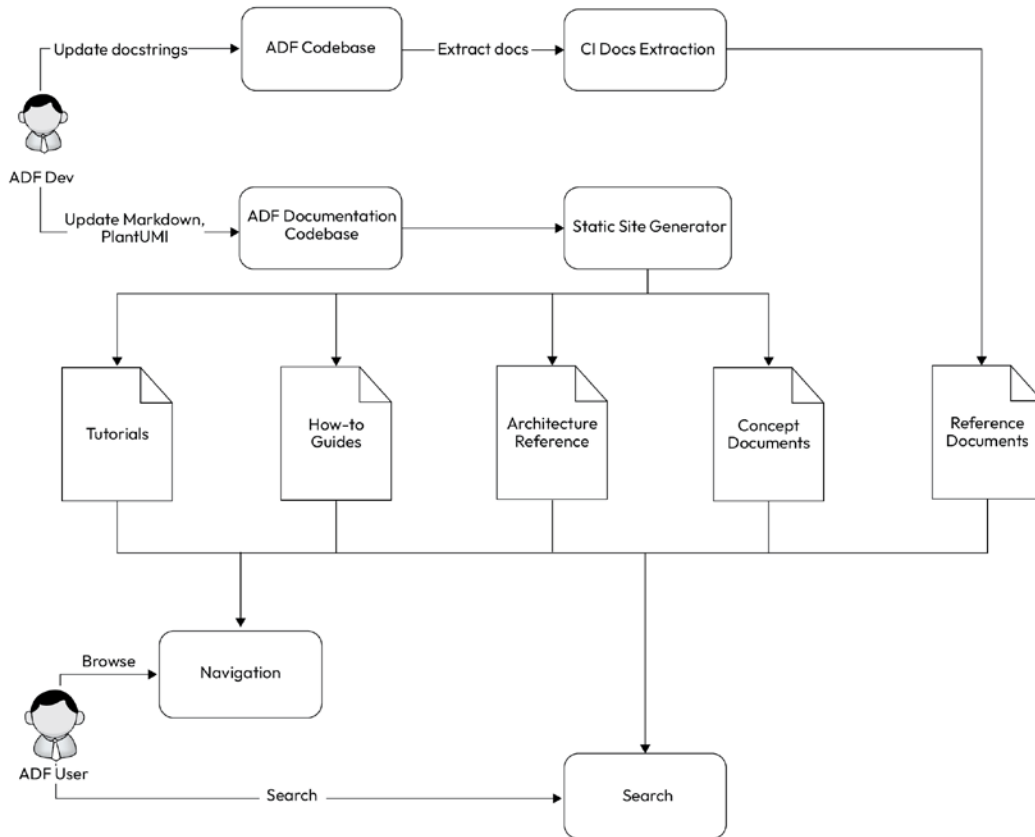 Update docstrings
ADF Codebase
Extract docs
CI Docs Extraction
ADF Dev
Update Markdown,
PlantUMl
ADF Documentation
Codebase
Static Site Generator
Tutorials
How-to
Guides
Architecture
Reference
Concept
Documents
Reference
Documents
Browse
Navigation
ADF User
Search
Search